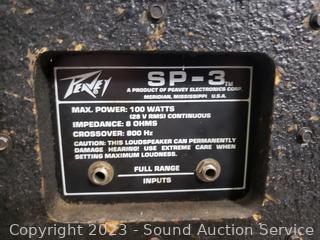 PEAVEY
SP-3™
A PRODUCT OF PEAVEY ELECTRONICS CORP.
MERIDIAN, MISSISSIPPI U.S.A.
MAX. POWER: 100 WATTS
(28 V RMS) CONTINUOUS
IMPEDANCE: 8 OHMS
CROSSOVER: 800 Hz
CAUTION: THIS LOUDSPEAKER CAN PERMANENTLY
DAMAGE HEARING! USE EXTREME CARE WHEN
SETTING MAXIMUM LOUDNESS.
FULL RANGE
INPUTS
Copyright 2023 - Sound Auction Service